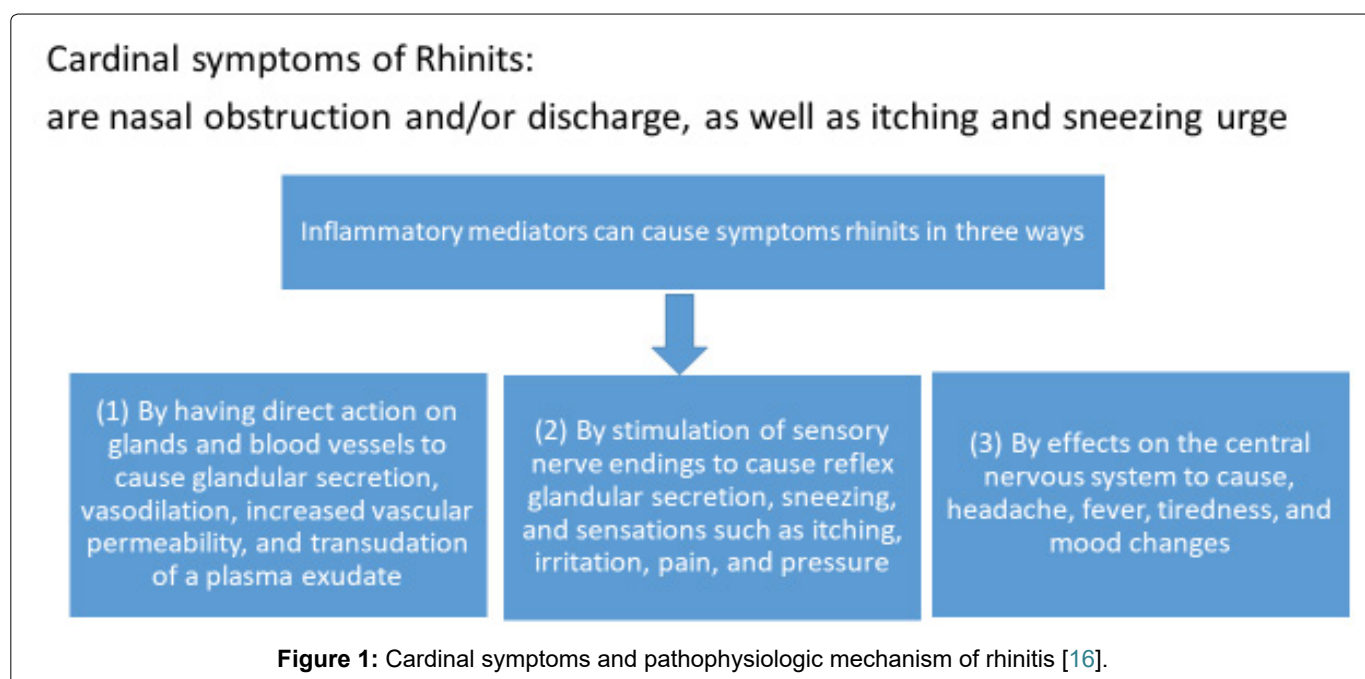 Cardinal symptoms of Rhinits:
are nasal obstruction and/or discharge, as well as itching and sneezing urge
Inflammatory mediators can cause symptoms rhinits in three ways
(1) By having direct action on
glands and blood vessels to
cause glandular secretion,
vasodilation, increased vascular
permeability, and transudation
of a plasma exudate
(2) By stimulation of sensory
nerve endings to cause reflex
glandular secretion, sneezing,
and sensations such as itching,
irritation, pain, and pressure
(3) By effects on the central
nervous system to cause,
headache, fever, tiredness, and
mood changes
Figure 1: Cardinal symptoms and pathophysiologic mechanism of rhinitis [16].